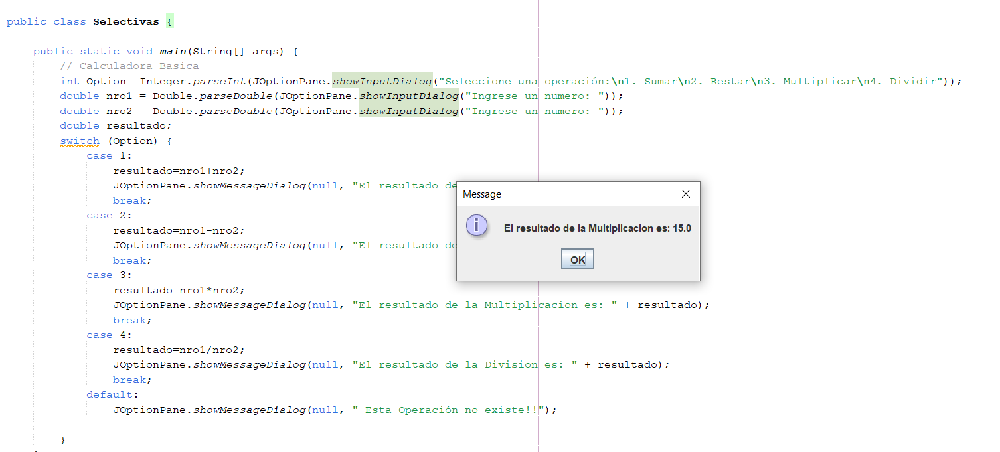 public class Selectivas {
public static void main(String[] args) {
// Calculadora Basica
int Option =Integer.parseInt(JOptionPane.showInputDialog("Seleccione una operación:\n1. Sumar\n2. Restar\n3. Multiplicar\n4. Dividir"));
double nro1 = Double.parseDouble(JOptionPane.showInputDialog("Ingrese un numero: "));
double nro2 = Double.parseDouble(JOptionPane.showInputDialog("Ingrese un numero: "));
double resultado;
switch (Option) {
case 1:
resultado=nro1+nro2;
JOptionPane.showMessageDialog(null, "El resultado de
break;
case 2:
resultado=nro1-nro2;
JOptionPane.showMessageDialog(null, "El resultado de
break;
case 3:
resultado=nro1*nro2;
JOptionPane.showMessageDialog(null, "El resultado de la Multiplicacion es: " + resultado);
break;
case 4:
resultado=nro1/nro2;
JOptionPane.showMessageDialog(null, "El resultado de la Division es: " + resultado);
break;
default:
JOptionPane.showMessageDialog(null, " Esta Operación no existe!!");
}
Message
El resultado de la Multiplicacion es: 15.0
OK